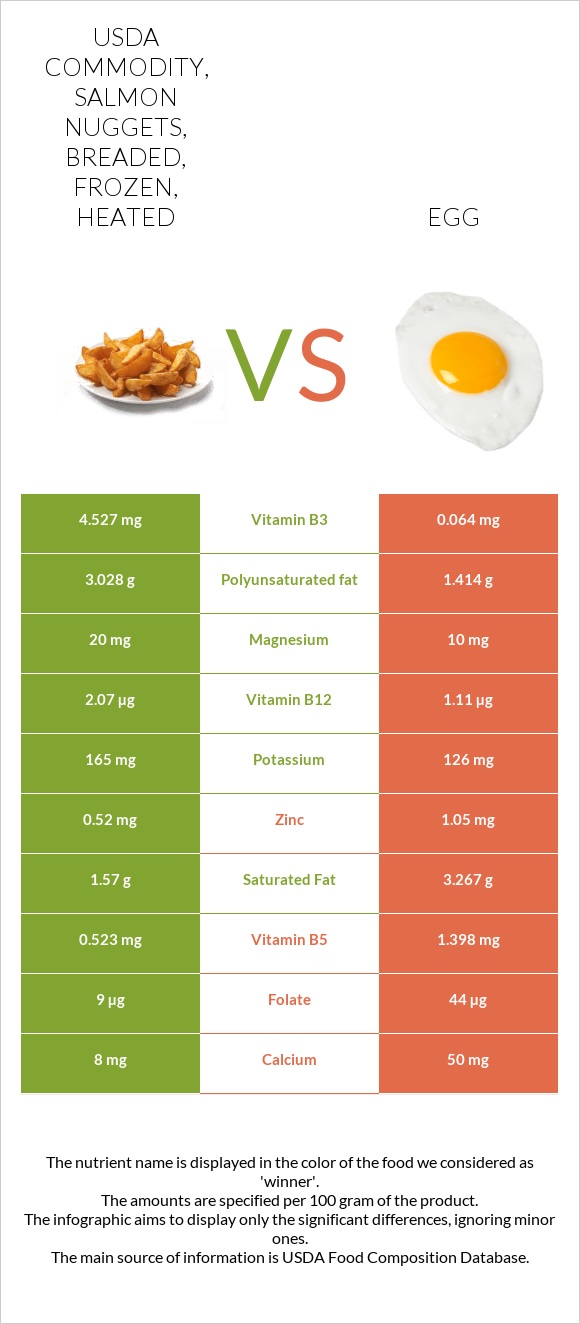 USDA
COMMODITY,
SALMON
NUGGETS,
BREADED,
FROZEN,
HEATED
EGG
VS
4.527 mg Vitamin B3 0.064 mg
3.028 g Polyunsaturated fat 1.414 g
20 mg Magnesium 10 mg
2.07 µg Vitamin B12 1.11 µg
165 mg Potassium 126 mg
0.52 mg Zinc 1.05 mg
1.57 g Saturated Fat 3.267 g
0.523 mg Vitamin B5 1.398 mg
9 µg Folate 44 µg
8 mg Calcium 50 mg
The nutrient name is displayed in the color of the food we considered as
'winner'.
The amounts are specified per 100 gram of the product.
The infographic aims to display only the significant differences, ignoring minor
ones.
The main source of information is USDA Food Composition Database.